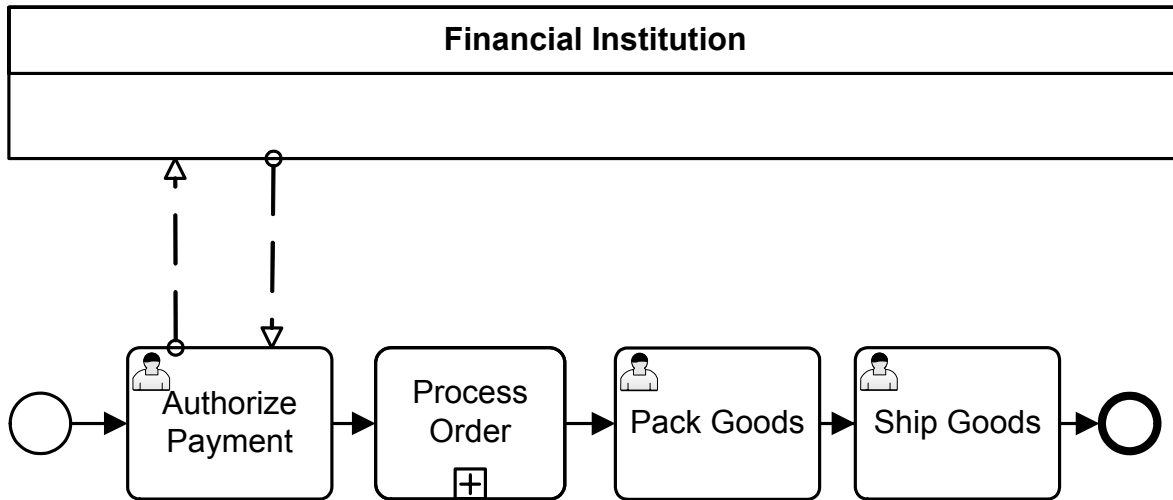 Financial Institution
Authorize
Payment
Process
Order
Pack Goods
Ship Goods